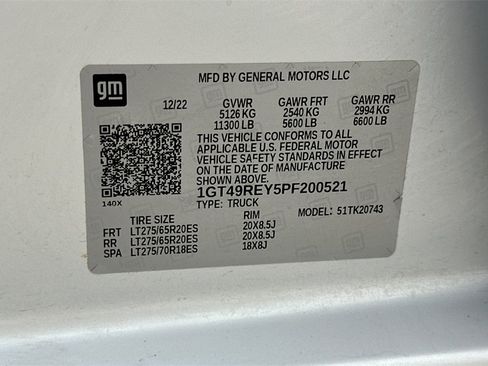 gm
MFD BY GENERAL MOTORS LLC
12/22 GVWR GAWR FRT GAWR RR
5126 KG 2540 KG 2994 KG
11300 LB 5600 LB 6600 LB
THIS VEHICLE CONFORMS TO ALL
APPLICABLE U.S. FEDERAL MOTOR
VEHICLE SAFETY STANDARDS IN EFFECT
ON THE DATE OF MANUFACTURE SHOWN ABOVE.
1GT49REY5PF200521
140X
TYPE: TRUCK
MODEL: 51TK20743
TIRE SIZE RIM
FRT LT275/65R20ES 20X8.5J
RR LT275/65R20ES 20X8.5J
SPA LT275/70R18ES 18X8J